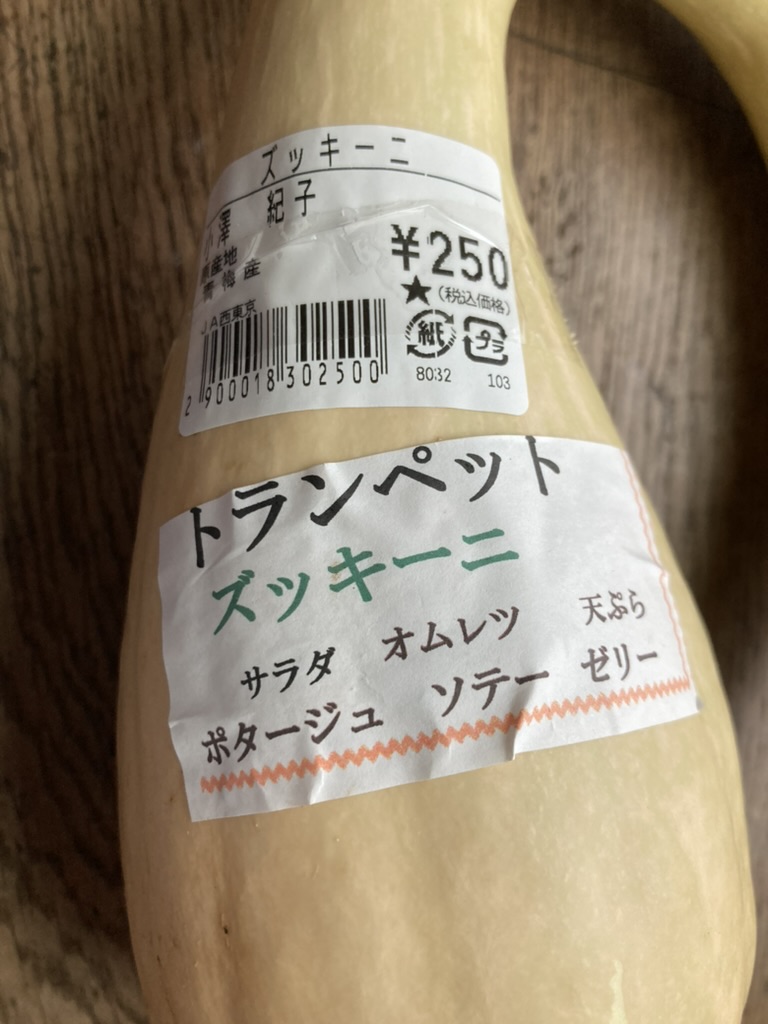 ズッキーニ
小澤 紀子
原産地
青梅産
¥250
★(税込価格)
JA西東京
紙
プラ
2 900018 302500
8032 103
トランペット
ズッキーニ
サラダ オムレツ 天ぷら
ポタージュ ソテー ゼリー